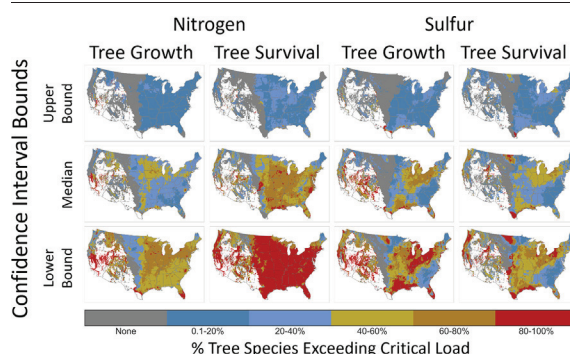 Nitrogen Sulfur
Tree Growth Tree Survival Tree Growth Tree Survival
Confidence Interval Bounds
Upper
Bound
Median
Lower
Bound
None 0.1-20% 20-40% 40-60% 60-80% 80-100%
% Tree Species Exceeding Critical Load